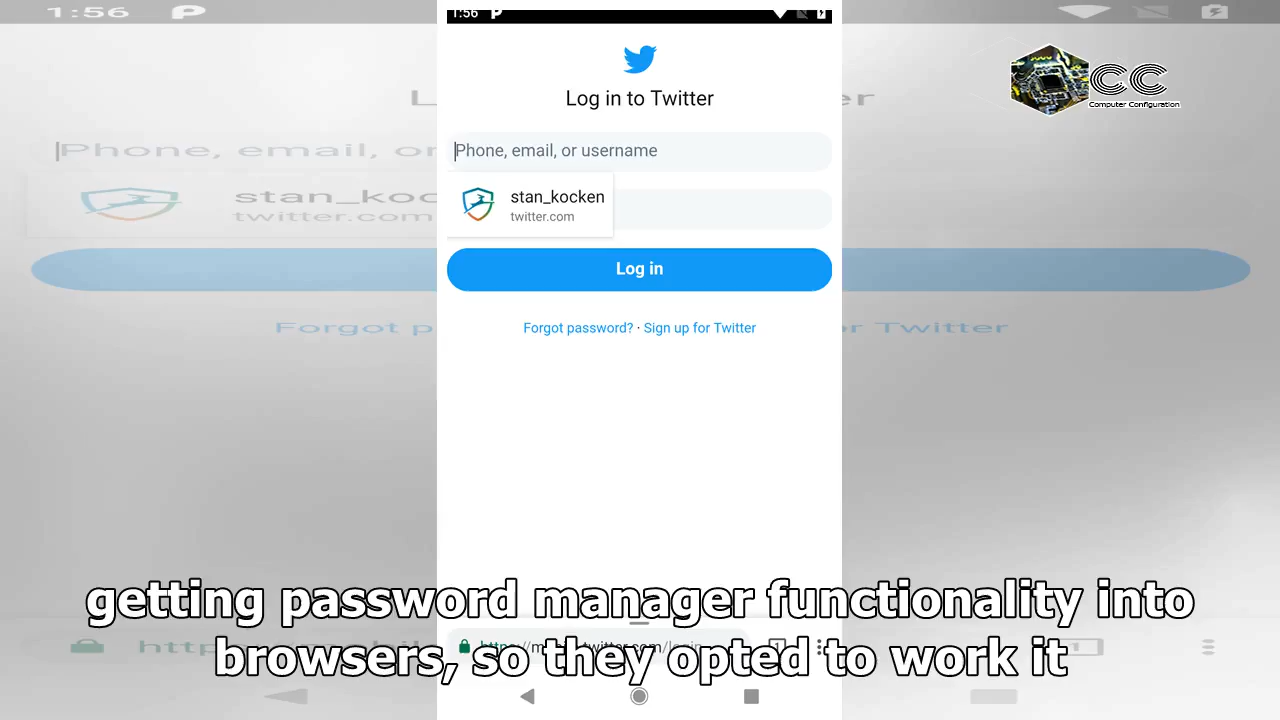 1:56
Log in to Twitter
Phone, email, or username
stan_kocken
twitter.com
Log in
Forgot password? · Sign up for Twitter
CC
Computer Configuration
getting password manager functionality into
browsers, so they opted to work it